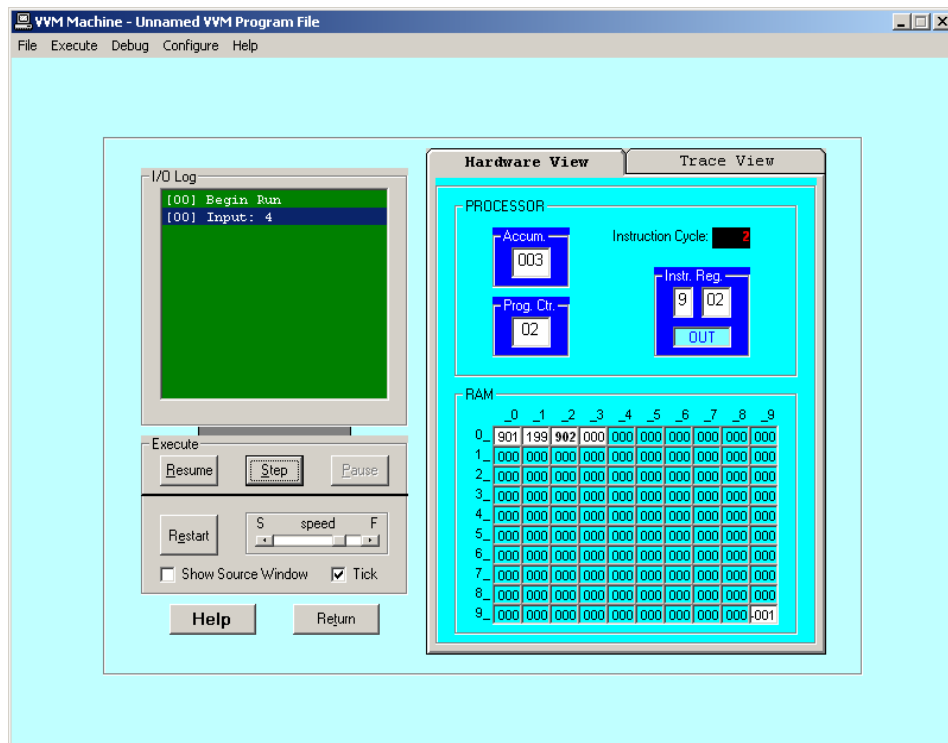 VVM Machine - Unnamed VVM Program File
File Execute Debug Configure Help
Hardware View Trace View
I/O Log
[00] Begin Run
[00] Input: 4
PROCESSOR
Accum. Instruction Cycle: 2
003
Instr. Reg.
9 02
Prog. Ctr.
02
OUT
RAM
_0 _1 _2 _3 _4 _5 _6 _7 _8 _9
0_ 901 199 902 000 000 000 000 000 000 000
1_ 000 000 000 000 000 000 000 000 000 000
2_ 000 000 000 000 000 000 000 000 000 000
3_ 000 000 000 000 000 000 000 000 000 000
4_ 000 000 000 000 000 000 000 000 000 000
5_ 000 000 000 000 000 000 000 000 000 000
6_ 000 000 000 000 000 000 000 000 000 000
7_ 000 000 000 000 000 000 000 000 000 000
8_ 000 000 000 000 000 000 000 000 000 000
9_ 000 000 000 000 000 000 000 000 000 -001
Execute
Resume Step Pause
Restart
S speed F
Show Source Window Tick
Help Return